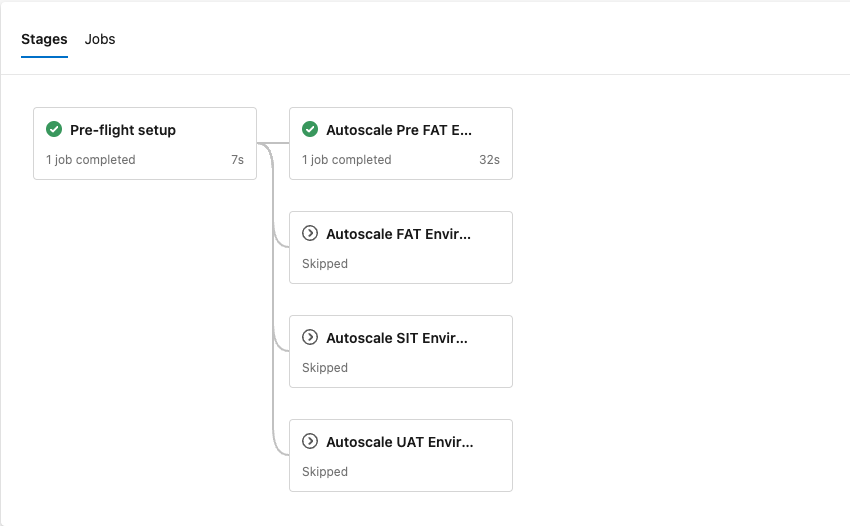 Stages Jobs
Pre-flight setup
1 job completed 7s
Autoscale Pre FAT E...
1 job completed 32s
Autoscale FAT Envir...
Skipped
Autoscale SIT Envir...
Skipped
Autoscale UAT Envir...
Skipped